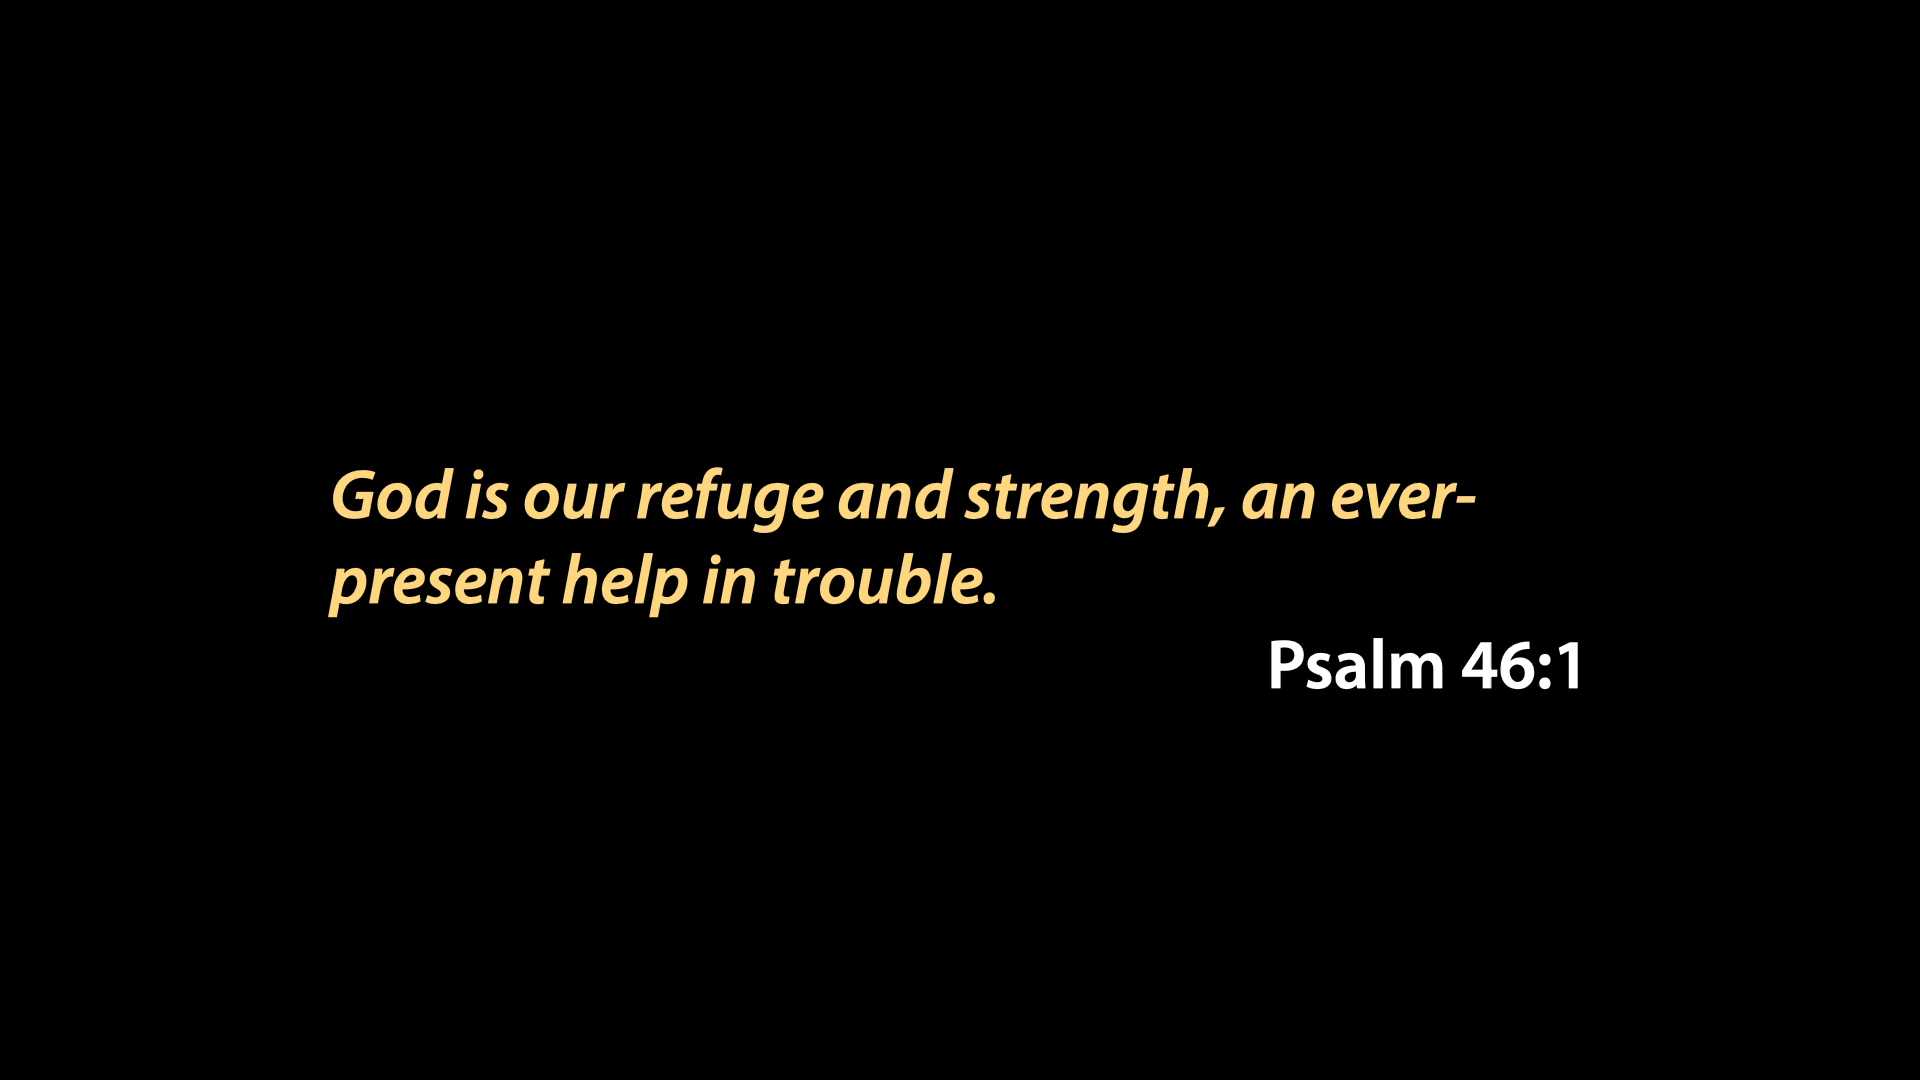 God is our refuge and strength, an ever-
present help in trouble.
Psalm 46:1